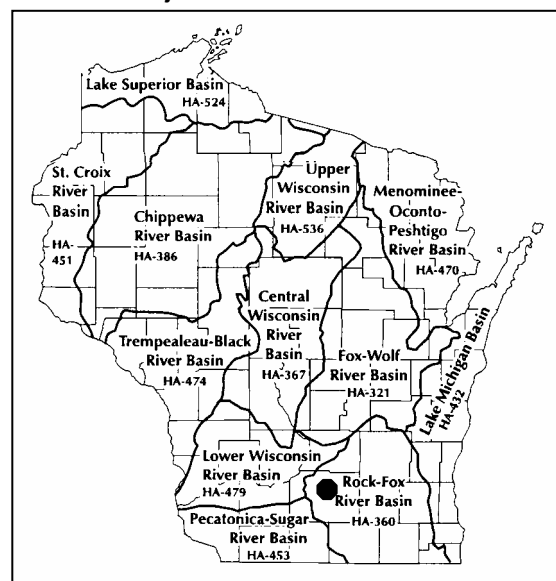 Lake Superior Basin
HA-524
St. Croix
River
Basin
HA-
451
Chippewa
River Basin
HA-386
Upper
Wisconsin
River Basin
HA-536
Menominee-
Oconto-
Peshtigo
River Basin
HA-470
Central
Wisconsin
River
Basin
HA-367
Trempealeau-Black
River Basin
HA-474
Fox-Wolf
River Basin
HA-321
Lake Michigan Basin
HA-432
Lower Wisconsin
River Basin
HA-479
Rock-Fox
River Basin
HA-360
Pecatonica-Sugar
River Basin
HA-453